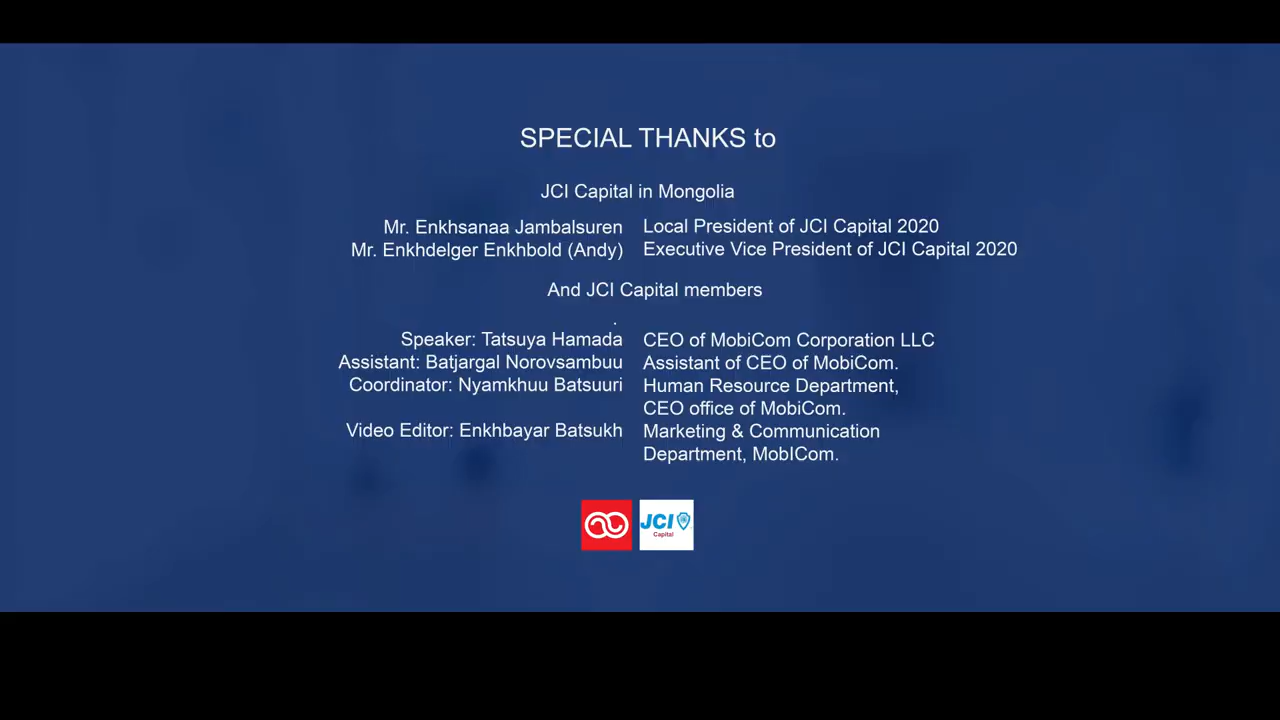 SPECIAL THANKS to
JCI Capital in Mongolia
Mr. Enkhsanaa Jambalsuren Local President of JCI Capital 2020
Mr. Enkhdelger Enkhbold (Andy) Executive Vice President of JCI Capital 2020
And JCI Capital members
.
Speaker: Tatsuya Hamada CEO of MobiCom Corporation LLC
Assistant: Batjargal Norovsambuu Assistant of CEO of MobiCom.
Coordinator: Nyamkhuu Batsuuri Human Resource Department,
CEO office of MobiCom.
Video Editor: Enkhbayar Batsukh Marketing & Communication
Department, MobICom.
JCI
Capital